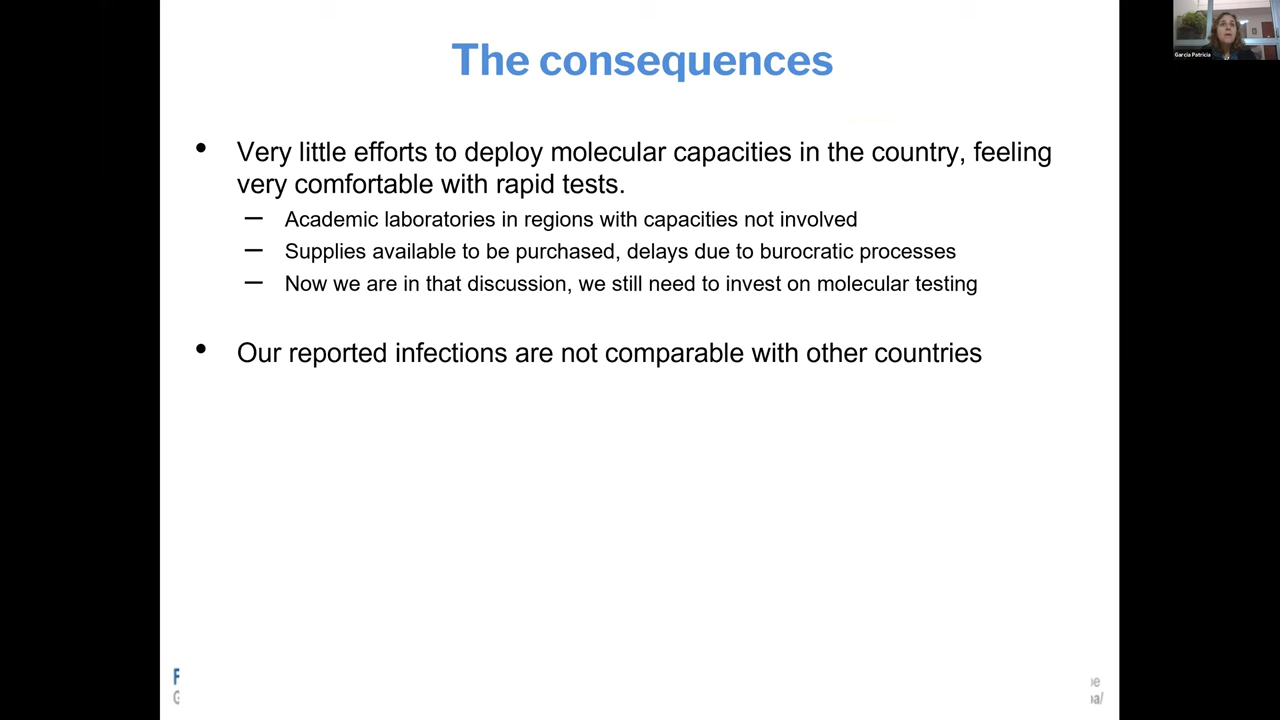 The consequences
Garcia Patricia
• Very little efforts to deploy molecular capacities in the country, feeling
very comfortable with rapid tests.
— Academic laboratories in regions with capacities not involved
— Supplies available to be purchased, delays due to burocratic processes
— Now we are in that discussion, we still need to invest on molecular testing
• Our reported infections are not comparable with other countries